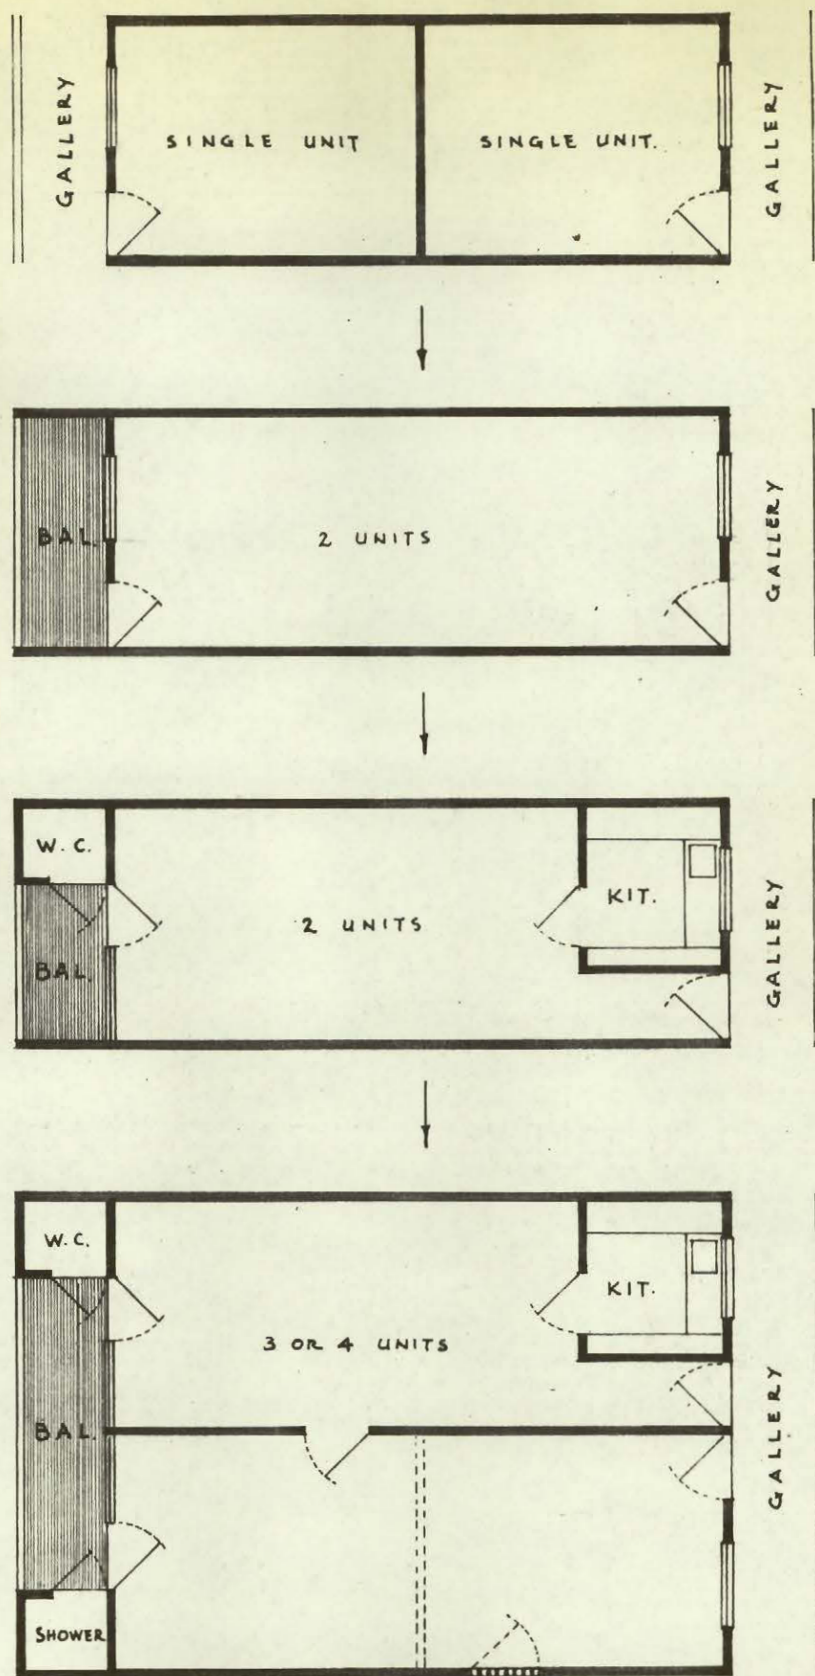 GALLERY
SINGLE UNIT
SINGLE UNIT.
GALLERY
BAL.
2 UNITS
GALLERY
W.C.
BAL.
2 UNITS
KIT.
GALLERY
W.C.
BAL.
3 OR 4 UNITS
KIT.
GALLERY
SHOWER